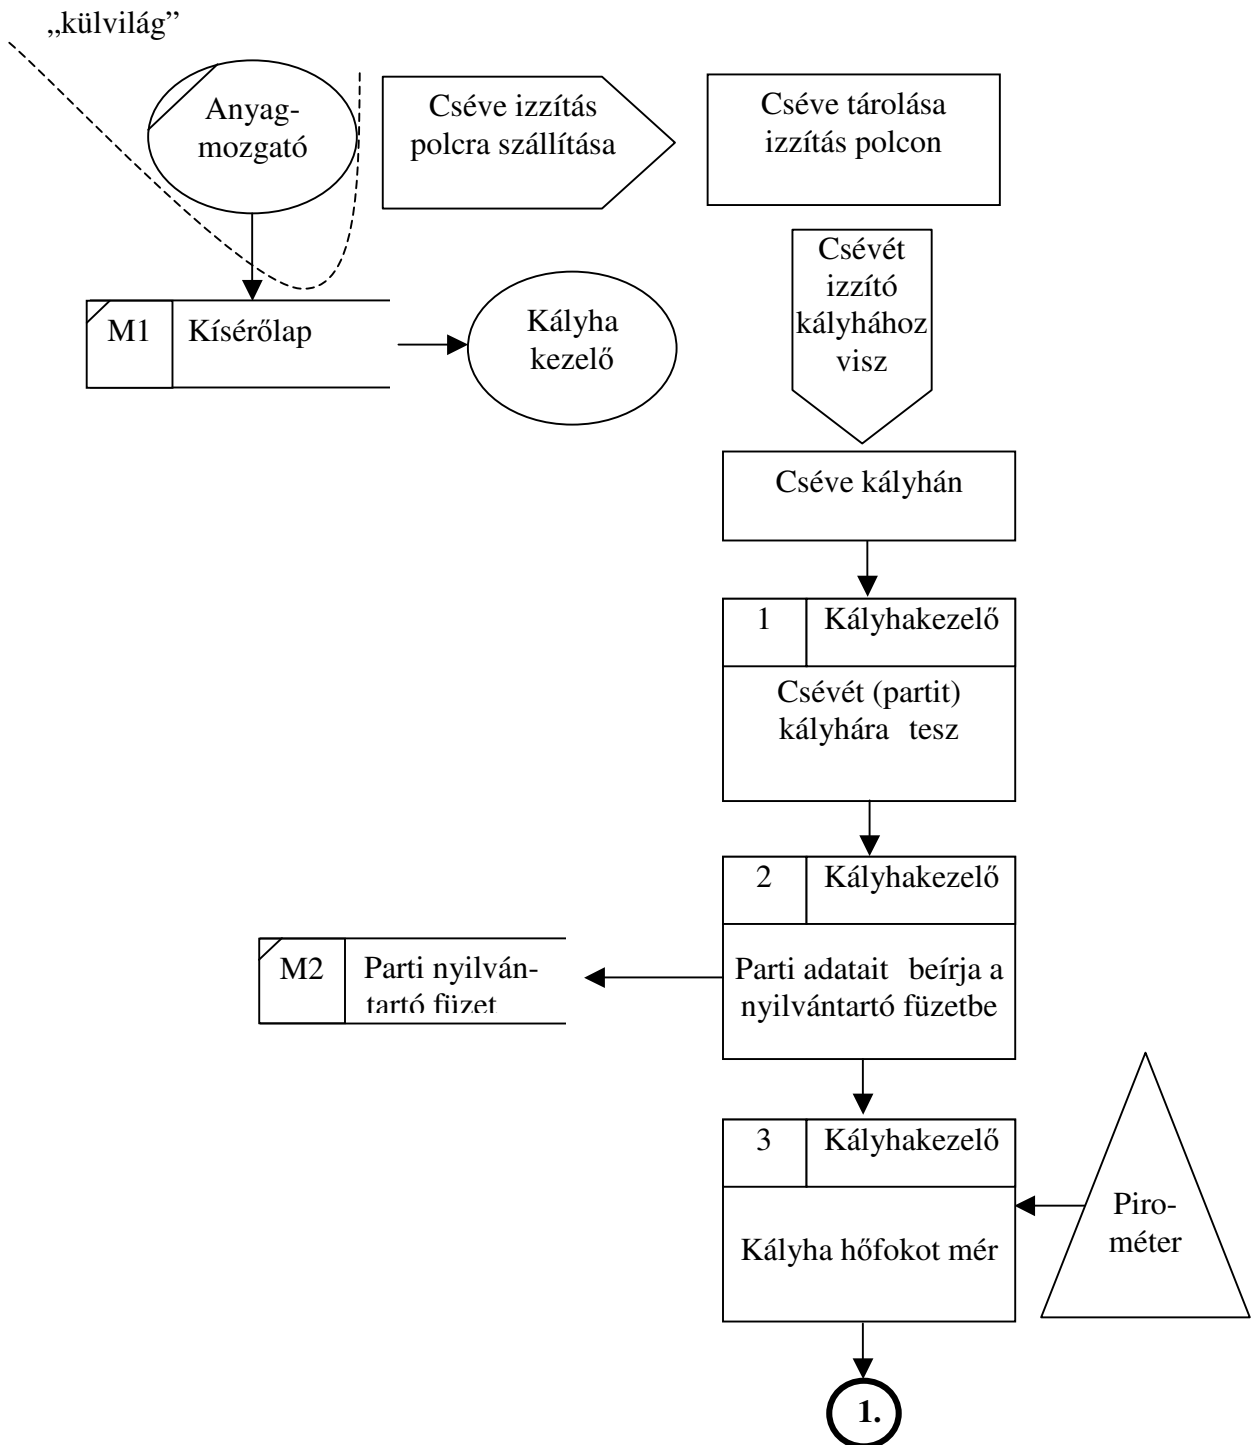 „külvilág”
Anyag-
mozgató
Cséve izzítás
polcra szállítása
Cséve tárolása
izzítás polcon
Csévét
izzító
kályhához
visz
M1
Kísérőlap
Kályha
kezelő
Cséve kályhán
1
Kályhakezelő
Csévét (partit)
kályhára tesz
2
Kályhakezelő
Parti adatait beírja a
nyilvántartó füzetbe
M2
Parti nyilván-
tartó füzet
3
Kályhakezelő
Kályha hőfokot mér
Piro-
méter
1.